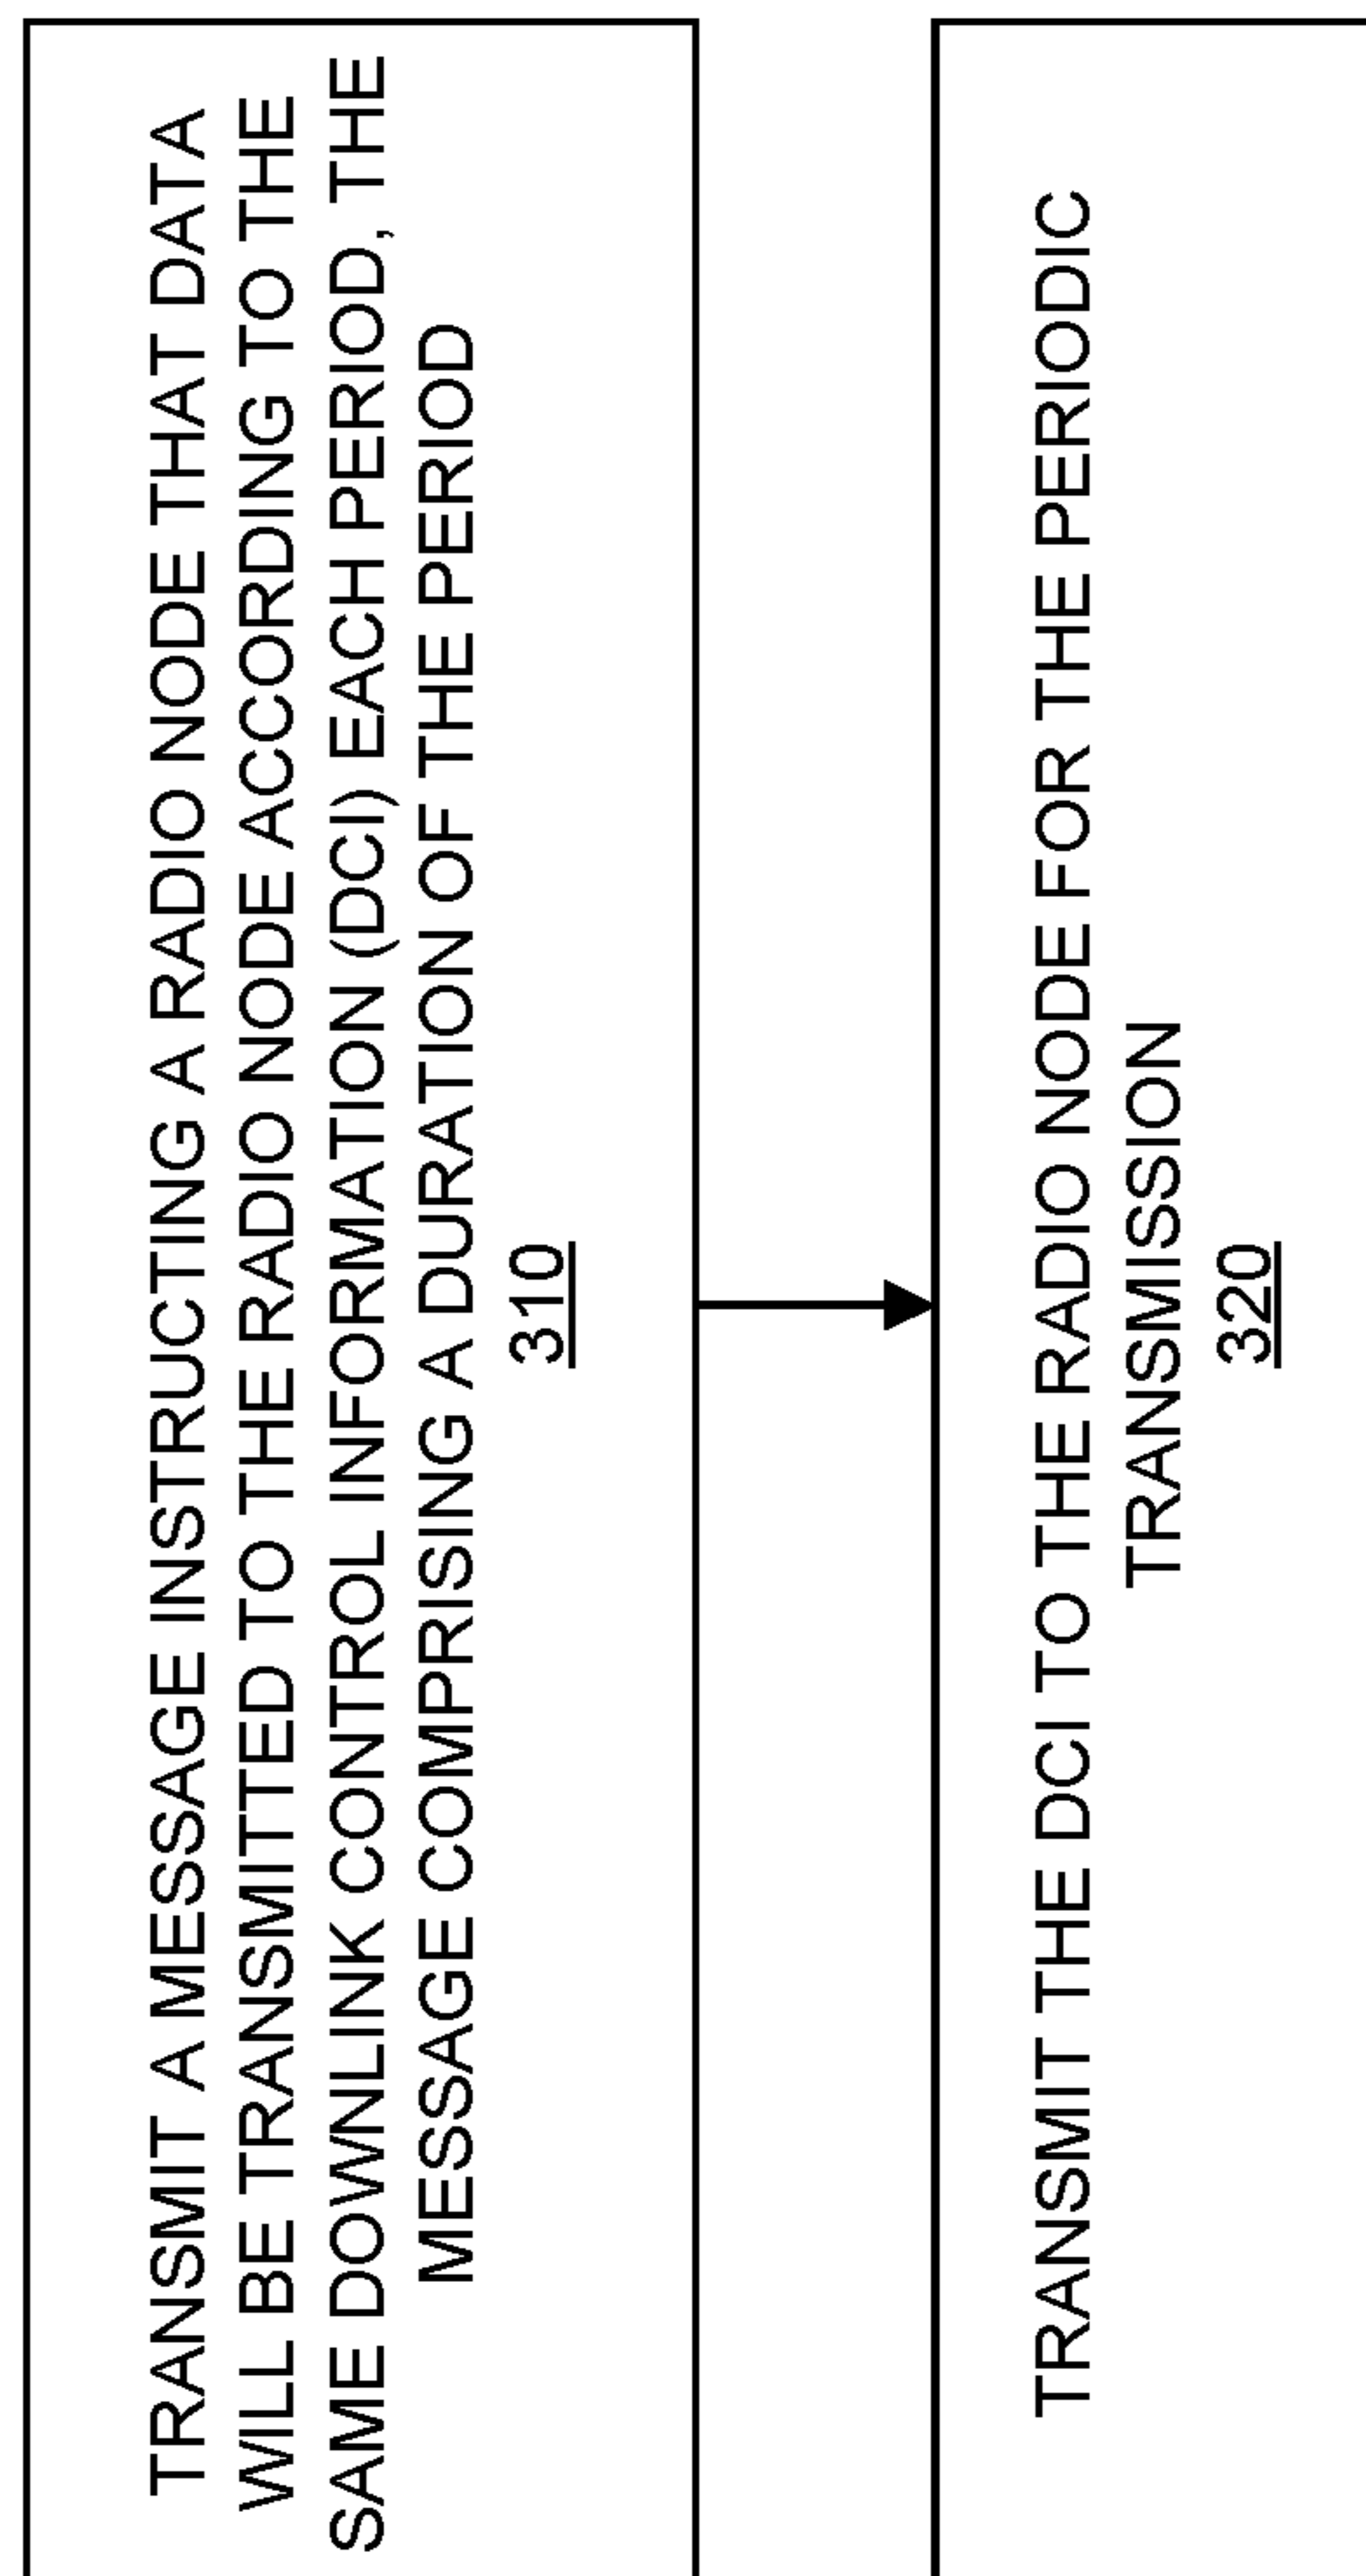 TRANSMIT A MESSAGE INSTRUCTING A RADIO NODE THAT DATA
WILL BE TRANSMITTED TO THE RADIO NODE ACCORDING TO THE
SAME DOWNLINK CONTROL INFORMATION (DCI) EACH PERIOD, THE
MESSAGE COMPRISING A DURATION OF THE PERIOD
310
TRANSMIT THE DCI TO THE RADIO NODE FOR THE PERIODIC
TRANSMISSION
320